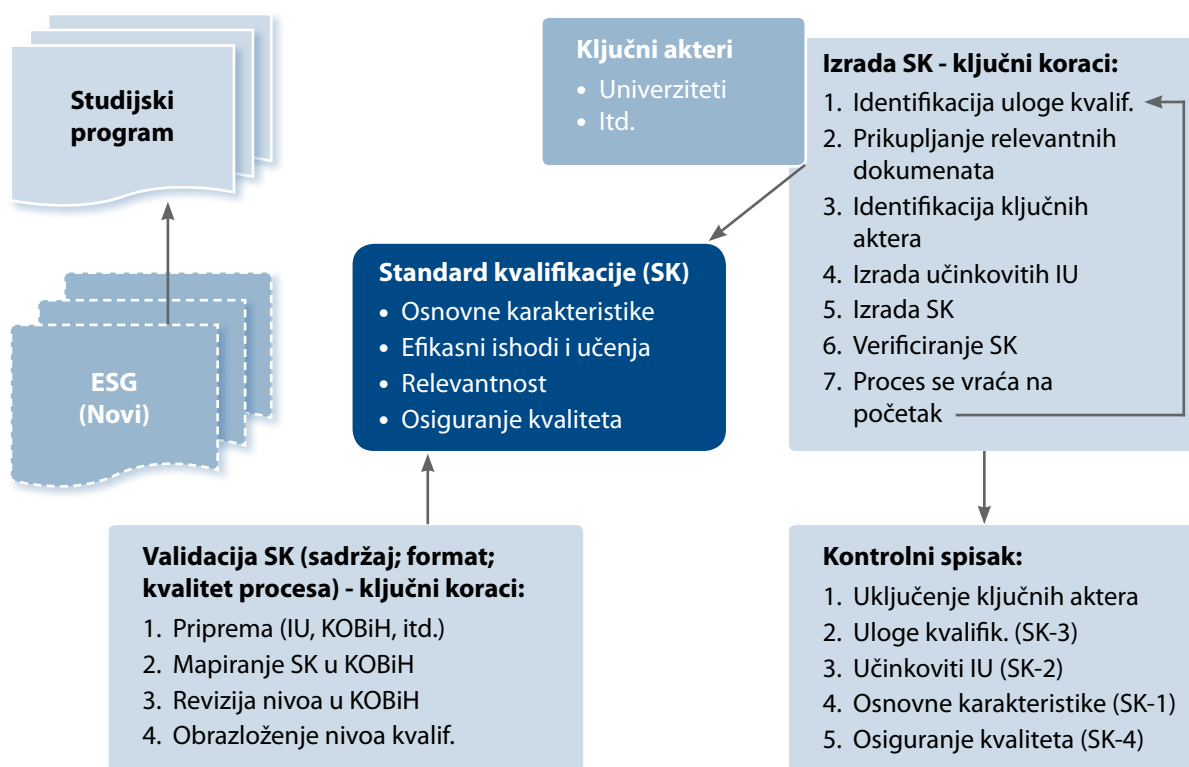 Studijski
program
ESG
(Novi)
Ključni akteri
• Univerziteti
• Itd.
Standard kvalifikacije (SK)
• Osnovne karakteristike
• Efikasni ishodi i učenja
• Relevantnost
• Osiguranje kvaliteta
Izrada SK - ključni koraci:
1. Identifikacija uloge kvalif.
2. Prikupljanje relevantnih
dokumenata
3. Identifikacija ključnih
aktera
4. Izrada učinkovitih IU
5. Izrada SK
6. Verificiranje SK
7. Proces se vraća na
početak
Validacija SK (sadržaj; format;
kvalitet procesa) - ključni koraci:
1. Priprema (IU, KOBiH, itd.)
2. Mapiranje SK u KOBiH
3. Revizija nivoa u KOBiH
4. Obrazloženje nivoa kvalif.
Kontrolni spisak:
1. Uključenje ključnih aktera
2. Uloge kvalifik. (SK-3)
3. Učinkoviti IU (SK-2)
4. Osnovne karakteristike (SK-1)
5. Osiguranje kvaliteta (SK-4)